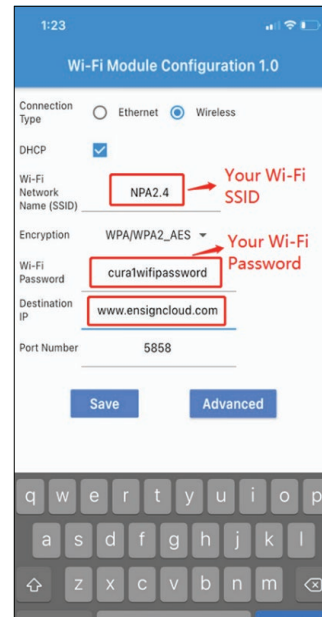 1:23
Wi-Fi Module Configuration 1.0
Connection
Type
Ethernet
Wireless
DHCP
Wi-Fi
Network
Name (SSID)
NPA2.4
Your Wi-Fi
SSID
Encryption
WPA/WPA2_AES
Your Wi-Fi
Password
Wi-Fi
Password
cura1wifipassword
Destination
IP
www.ensigncloud.com
Port Number
5858
Save
Advanced
q w e r t y u i o p
a s d f g h j k l
z x c v b n m